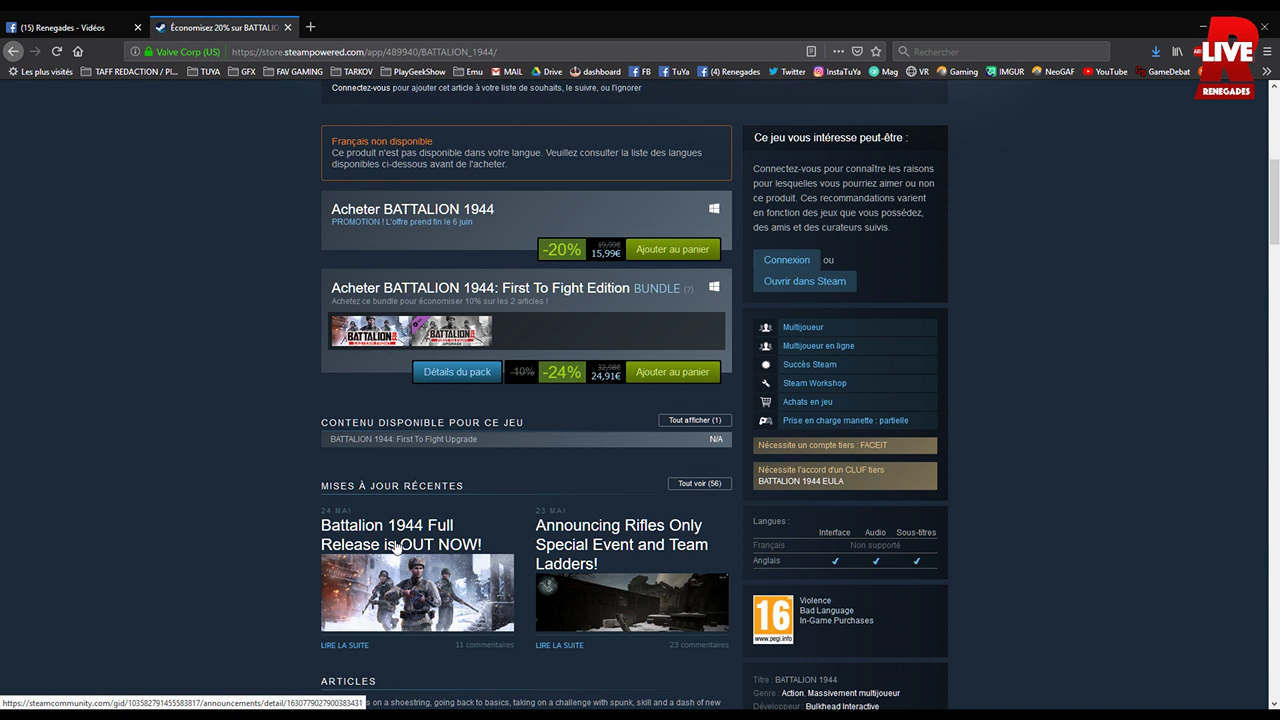 (15) Renegades - Vidéos
Économisez 20% sur BATTALIO
Valve Corp (US)
https://store.steampowered.com/app/489940/BATTALION_1944/
Rechercher
Les plus visités
TAFF REDACTION / PI...
TUYA
GFX
FAV GAMING
TARKOV
PlayGeekShow
Emu
MAIL
Drive
dashboard
FB
TuYa
(4) Renegades
Twitter
InstaTuYa
Mag
VR
Gaming
IMGUR
NeoGAF
YouTube
GameDebat
LIVE
RENEGADES
Connectez-vous pour ajouter cet article à votre liste de souhaits, le suivre, ou l'ignorer
Français non disponible
Ce produit n'est pas disponible dans votre langue. Veuillez consulter la liste des langues
disponibles ci-dessous avant de l'acheter.
Acheter BATTALION 1944
PROMOTION ! L'offre prend fin le 6 juin
-20%
19,99€
15,99€
Ajouter au panier
Acheter BATTALION 1944: First To Fight Edition BUNDLE (?)
Achetez ce bundle pour économiser 10% sur les 2 articles !
BATTALION
BATTALION
Détails du pack
-10%
-24%
32,98€
24,91€
Ajouter au panier
CONTENU DISPONIBLE POUR CE JEU
Tout afficher (1)
BATTALION 1944: First To Fight Upgrade
N/A
MISES À JOUR RÉCENTES
Tout voir (56)
24 MAI
Battalion 1944 Full
Release is OUT NOW!
LIRE LA SUITE
11 commentaires
23 MAI
Announcing Rifles Only
Special Event and Team
Ladders!
LIRE LA SUITE
23 commentaires
ARTICLES
s on a shoestring, going back to basics, taking on a challenge with spunk, skill and a dash of new
https://steamcommunity.com/gid/103582791455583817/announcements/detail/1630779027900383431
Ce jeu vous intéresse peut-être :
Connectez-vous pour connaître les raisons
pour lesquelles vous pourriez aimer ou non
ce produit. Ces recommandations varient
en fonction des jeux que vous possédez,
des amis et des curateurs suivis.
Connexion ou
Ouvrir dans Steam
Multijoueur
Multijoueur en ligne
Succès Steam
Steam Workshop
Achats en jeu
Prise en charge manette : partielle
Nécessite un compte tiers : FACEIT
Nécessite l'accord d'un CLUF tiers
BATTALION 1944 EULA
Langues :
Interface Audio Sous-titres
Français Non supporté
Anglais ✔ ✔ ✔
16
www.pegi.info
Violence
Bad Language
In-Game Purchases
Titre : BATTALION 1944
Genre : Action, Massivement multijoueur
Développeur : Bulkhead Interactive